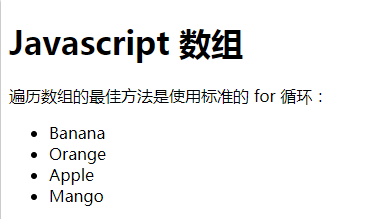 Javascript 数组
遍历数组的最佳方法是使用标准的 for 循环：
Banana
Orange
Apple
Mango